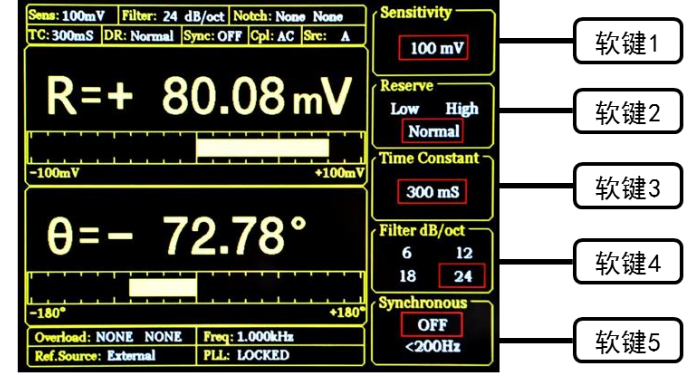 Sens: 100mV Filter: 24 dB/oct Notch: None None
TC: 300mS DR: Normal Sync: OFF Cpl: AC Src: A
R=+ 80.08 mV
-100mV +100mV
θ=- 72.78°
-180° +180°
Overload: NONE NONE Freq: 1.000kHz
Ref.Source: External PLL: LOCKED
Sensitivity
100 mV
Reserve
Low High
Normal
Time Constant
300 mS
Filter dB/oct
6 12
18 24
Synchronous
OFF
<200Hz
软键1
软键2
软键3
软键4
软键5